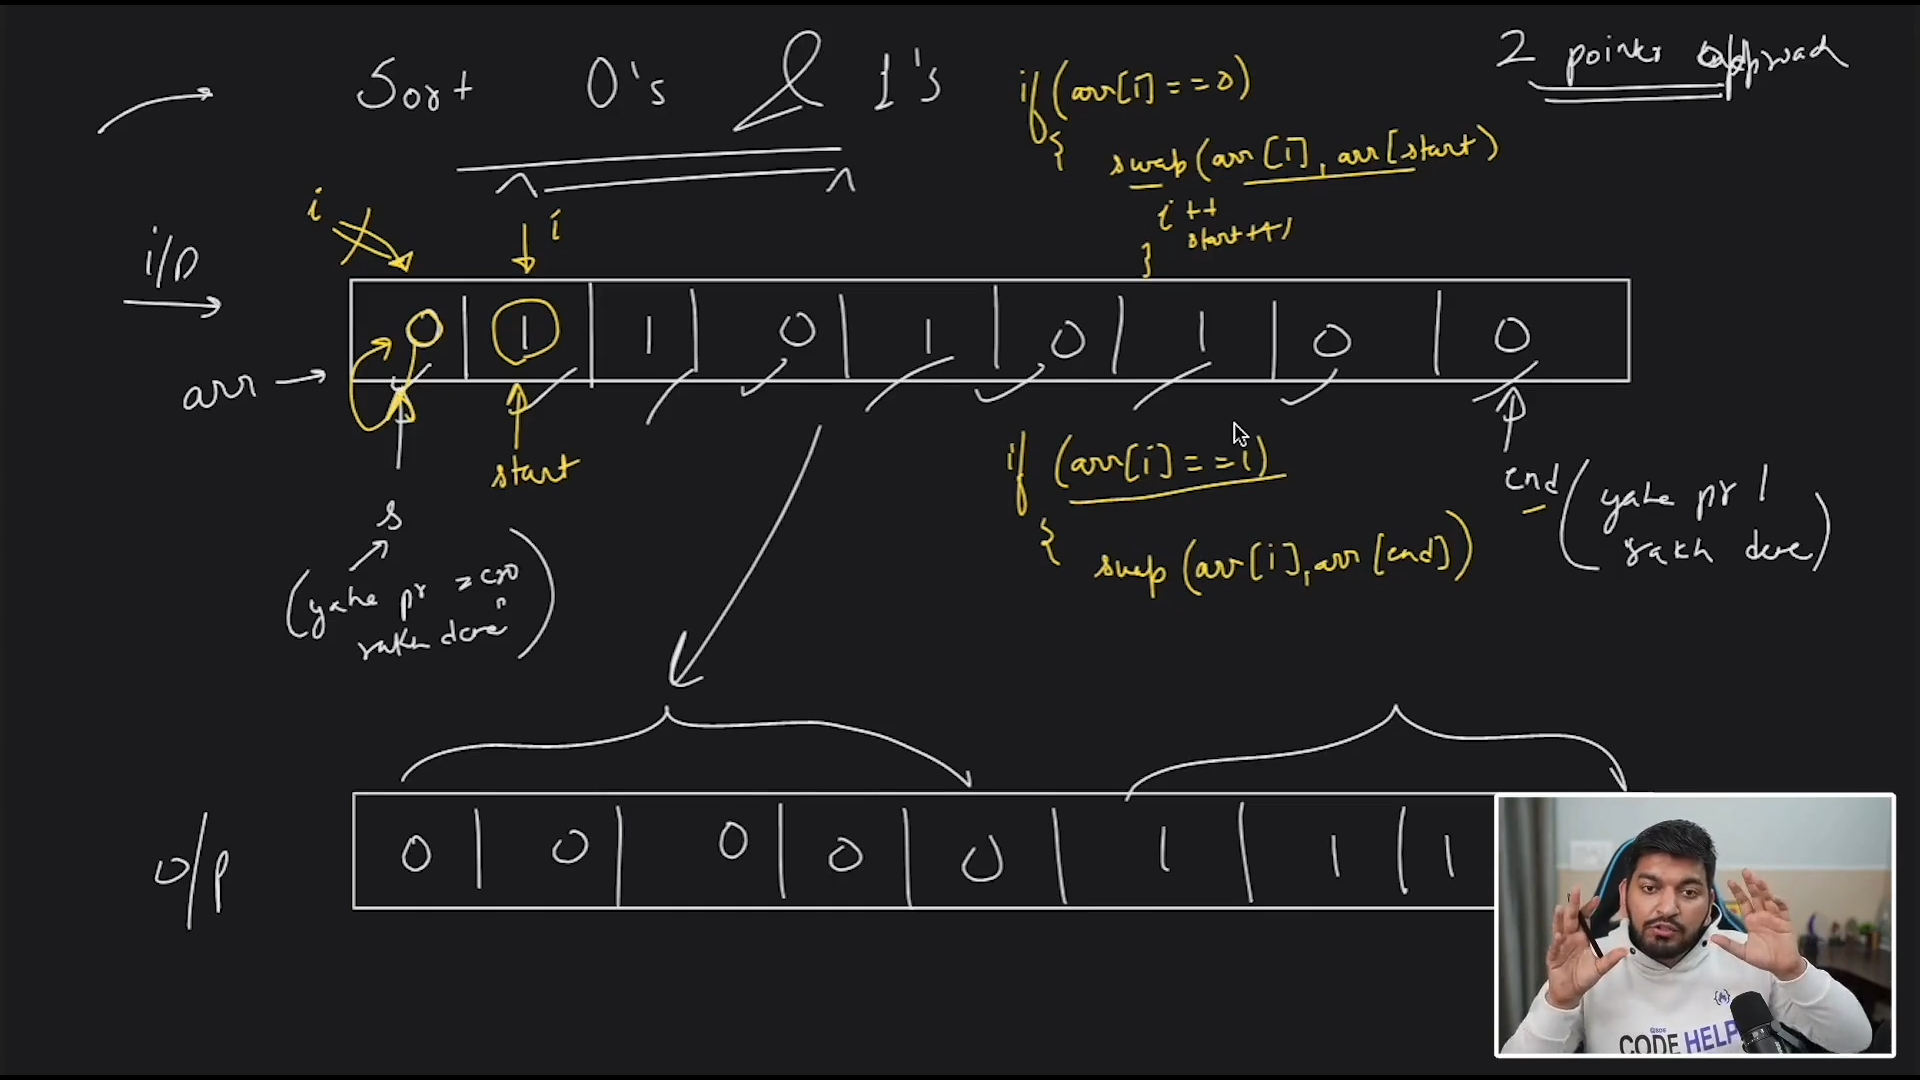 Sort 0's & 1's
2 pointer approach
if (arr[i] == 0)
{
swap (arr[i], arr[start)
i++
start++;
}
i
i
i/p
arr →
0 | 1 | 1 | 0 | 1 | 0 | 1 | 0 | 0
start
s
(yahe pr zero
rakh dene)
if (arr[i] == 1)
{
swap (arr[i], arr[end])
end (yahe pr 1
rakh dene)
o/p
0 | 0 | 0 | 0 | 0 | 1 | 1 | 1
CODE HELP